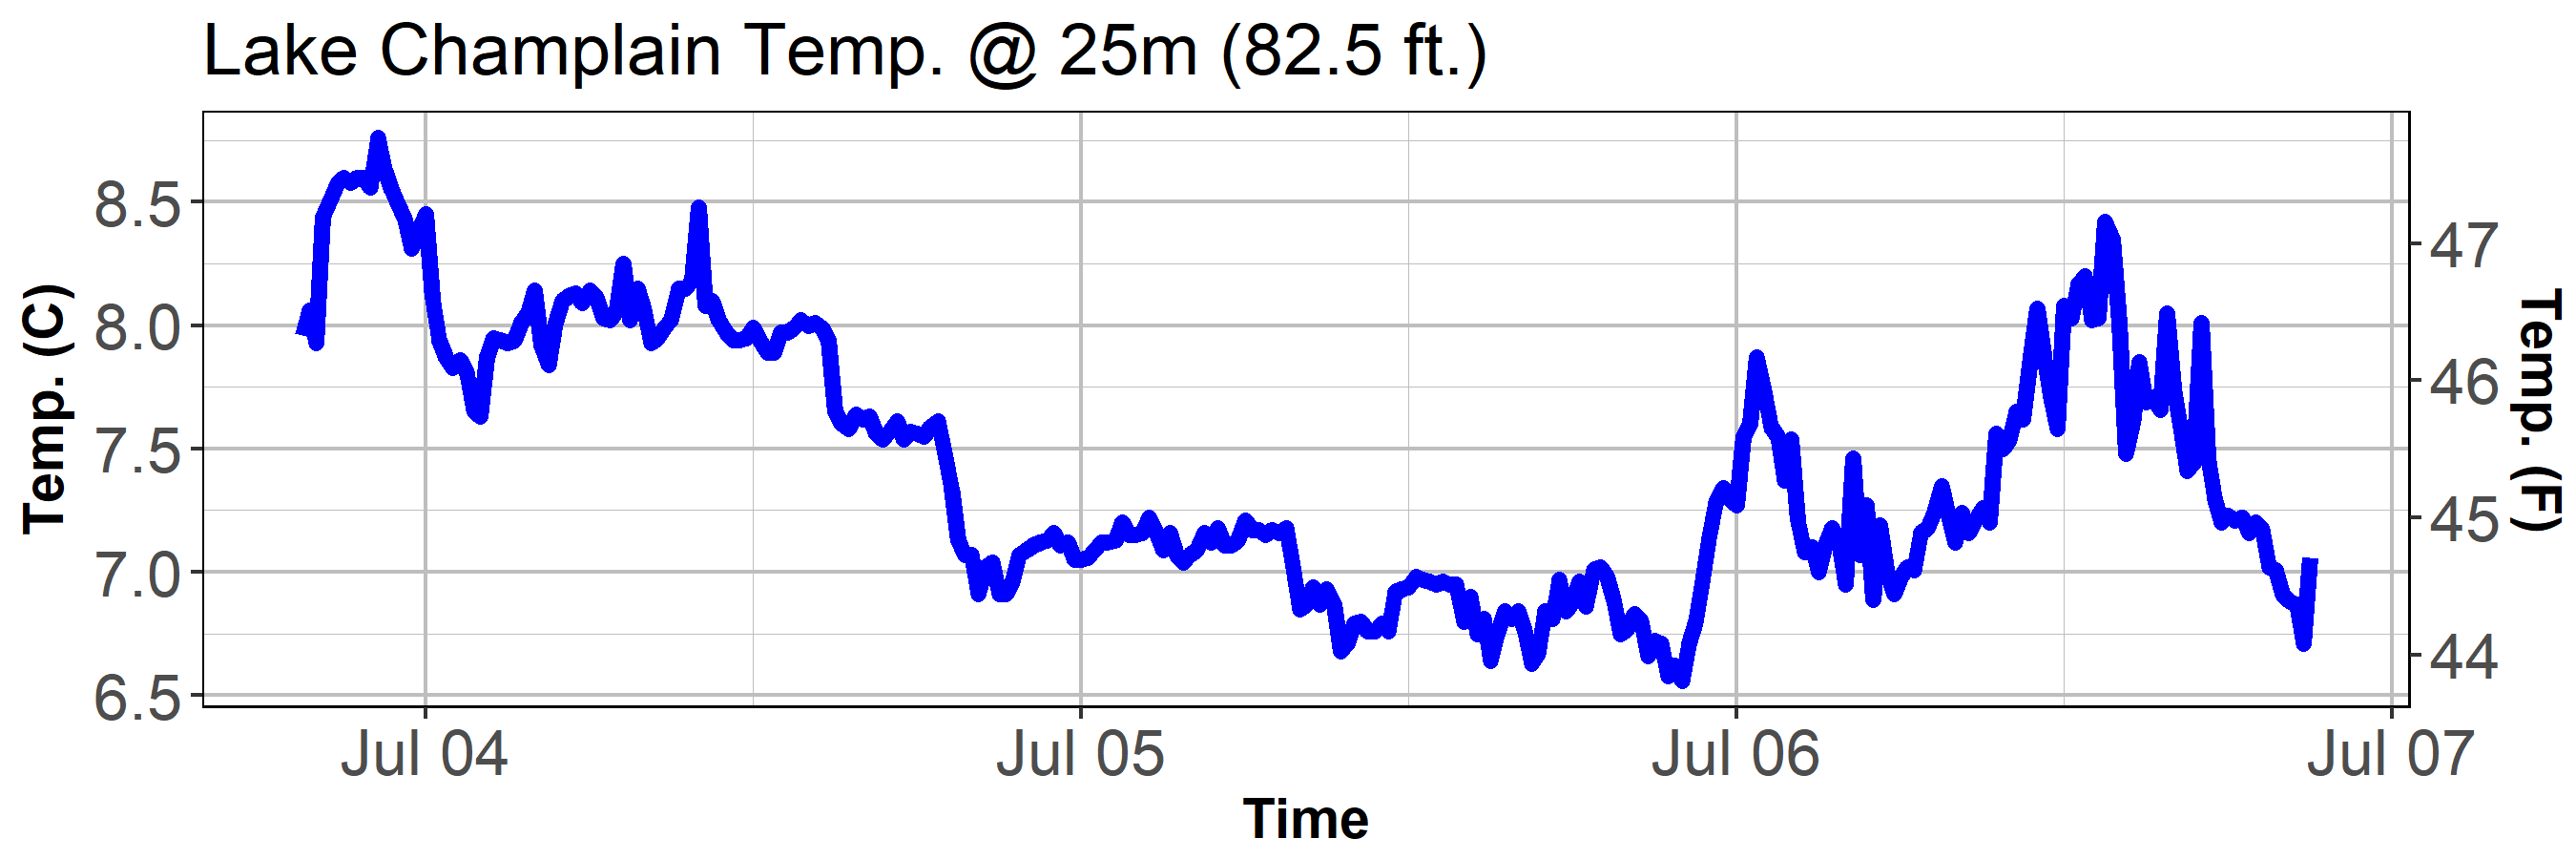 Lake Champlain Temp. @ 25m (82.5 ft.)
Temp. (C)
8.5
8.0
7.5
7.0
6.5
47
46
45
44
Temp. (F)
Jul 04 Jul 05 Jul 06 Jul 07
Time